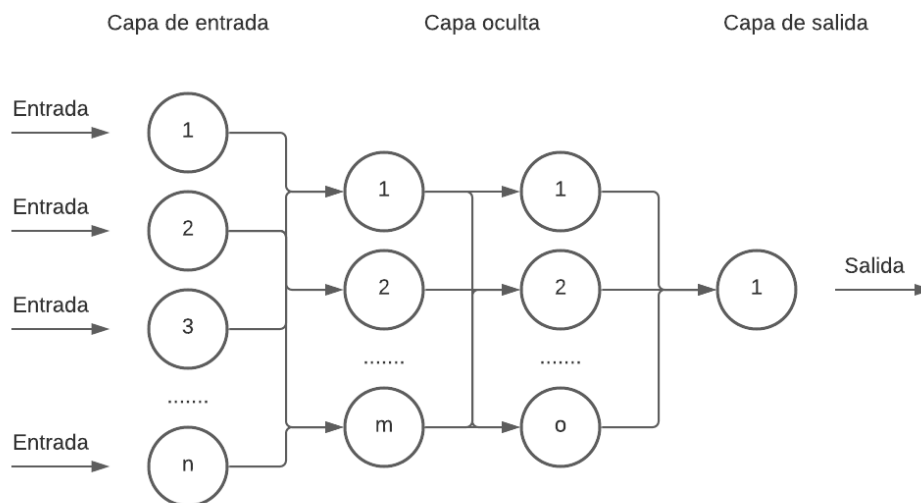 Capa de entrada
Capa oculta
Capa de salida
Entrada
1
Entrada
2
1
1
Entrada
3
2
2
1
Salida
.......
.......
.......
Entrada
n
m
o